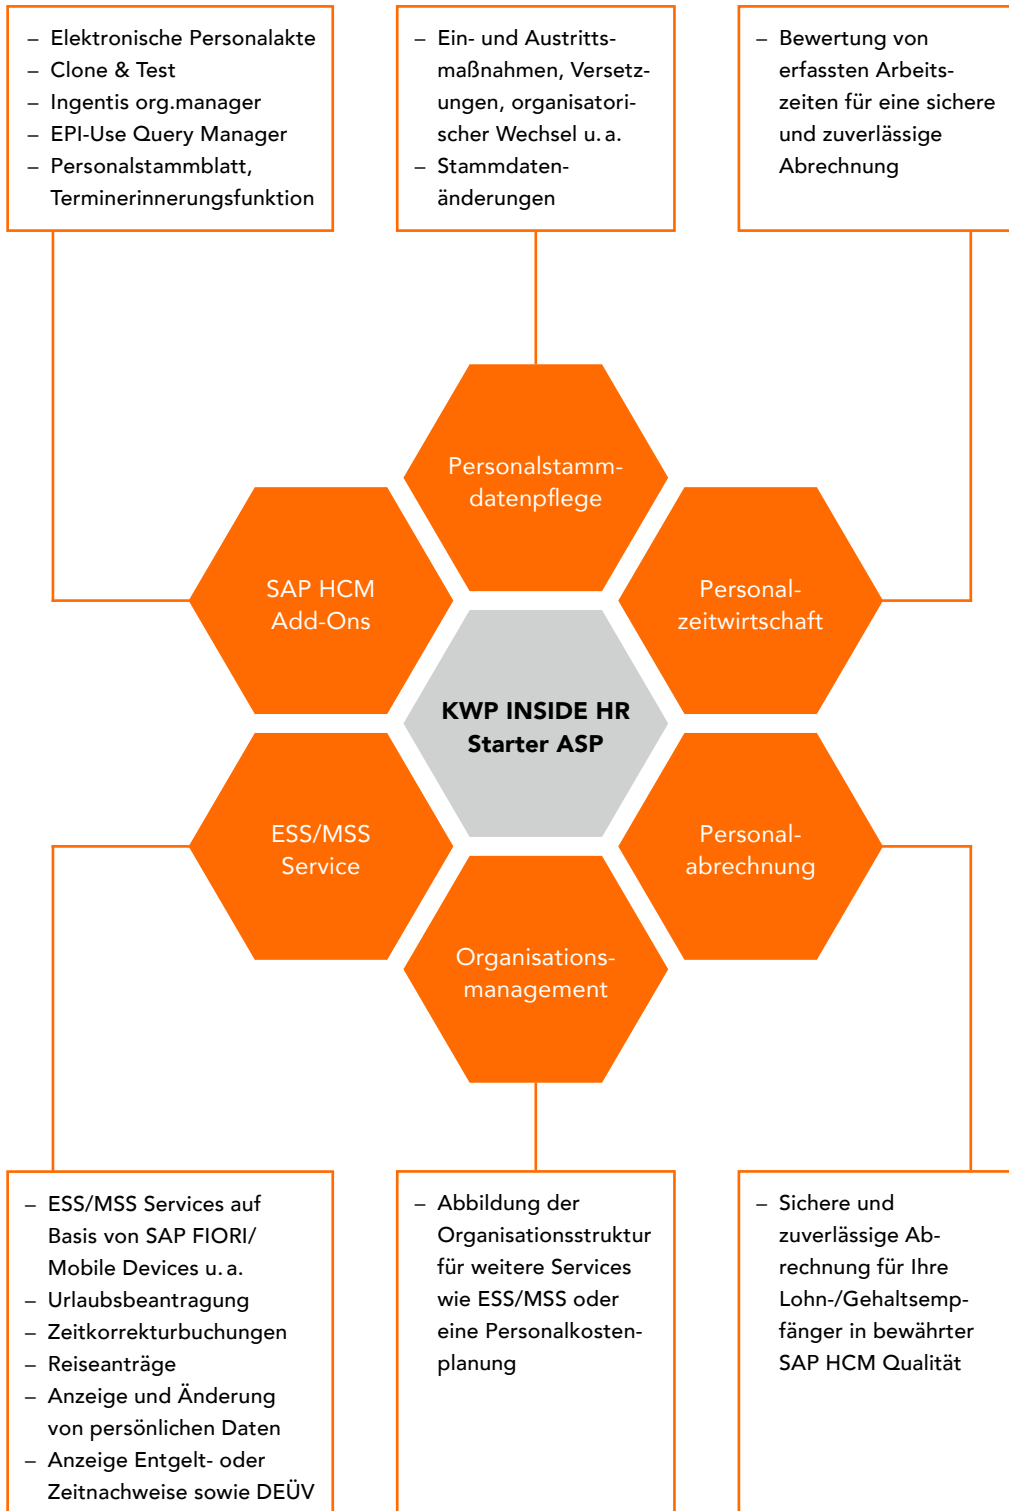 – Elektronische Personalakte
– Clone & Test
– Ingentis org.manager
– EPI-Use Query Manager
– Personalstammblatt,
Terminerinnerungsfunktion
– Ein- und Austritts-
maßnahmen, Versetz-
ungen, organisatori-
scher Wechsel u. a.
– Stammdaten-
änderungen
– Bewertung von
erfassten Arbeits-
zeiten für eine sichere
und zuverlässige
Abrechnung
Personalstamm-
datenpflege
SAP HCM
Add-Ons
Personal-
zeitwirtschaft
KWP INSIDE HR
Starter ASP
ESS/MSS
Service
Personal-
abrechnung
Organisations-
management
– ESS/MSS Services auf
Basis von SAP FIORI/
Mobile Devices u. a.
– Urlaubsbeantragung
– Zeitkorrekturbuchungen
– Reiseanträge
– Anzeige und Änderung
von persönlichen Daten
– Anzeige Entgelt- oder
Zeitnachweise sowie DEÜV
– Abbildung der
Organisationsstruktur
für weitere Services
wie ESS/MSS oder
eine Personalkosten-
planung
– Sichere und
zuverlässige Ab-
rechnung für Ihre
Lohn-/Gehaltsemp-
fänger in bewährter
SAP HCM Qualität